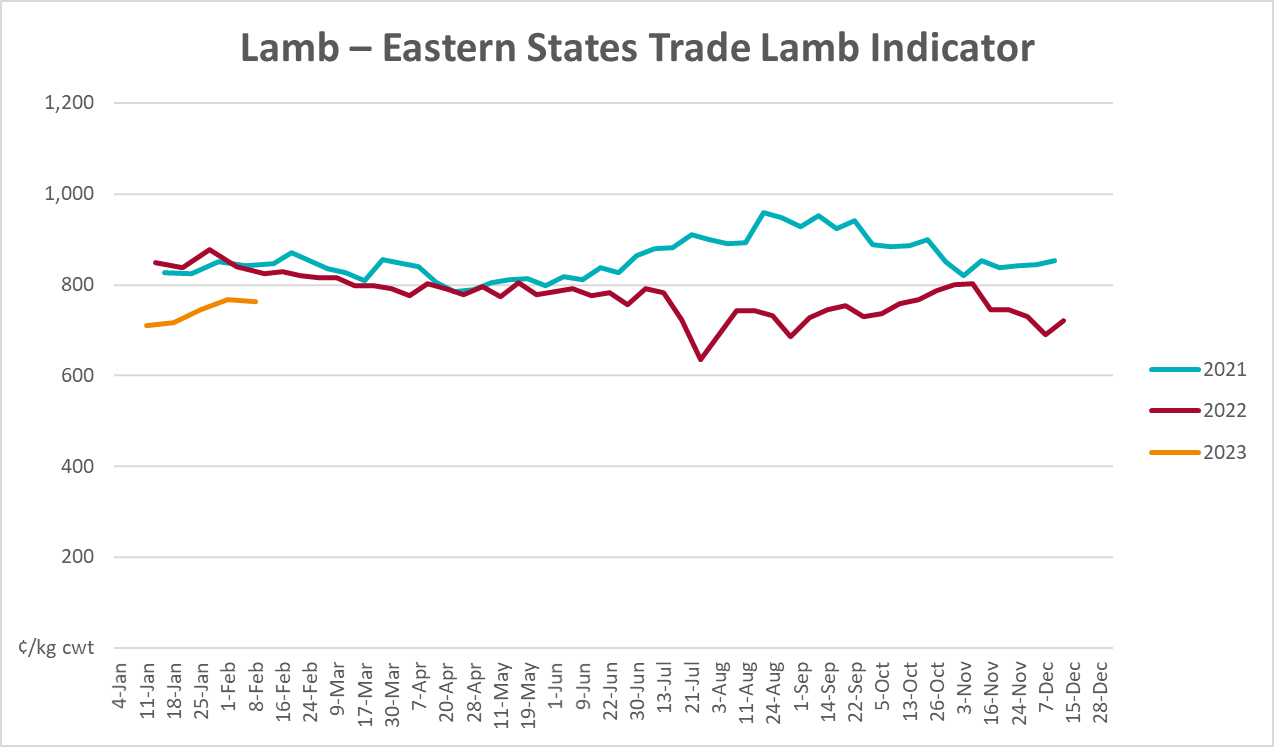 Lamb – Eastern States Trade Lamb Indicator
1,200
1,000
800
600
400
200
¢/kg cwt
4-Jan
11-Jan
18-Jan
25-Jan
1-Feb
8-Feb
16-Feb
24-Feb
9-Mar
17-Mar
30-Mar
7-Apr
20-Apr
28-Apr
11-May
19-May
1-Jun
9-Jun
22-Jun
30-Jun
13-Jul
21-Jul
3-Aug
11-Aug
24-Aug
1-Sep
14-Sep
22-Sep
5-Oct
13-Oct
26-Oct
3-Nov
16-Nov
24-Nov
7-Dec
15-Dec
28-Dec
2021
2022
2023